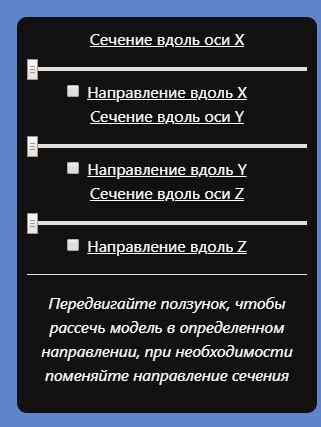 Сечение вдоль оси X
Направление вдоль X
Сечение вдоль оси Y
Направление вдоль Y
Сечение вдоль оси Z
Направление вдоль Z
Передвигайте ползунок, чтобы
рассечь модель в определенном
направлении, при необходимости
поменяйте направление сечения